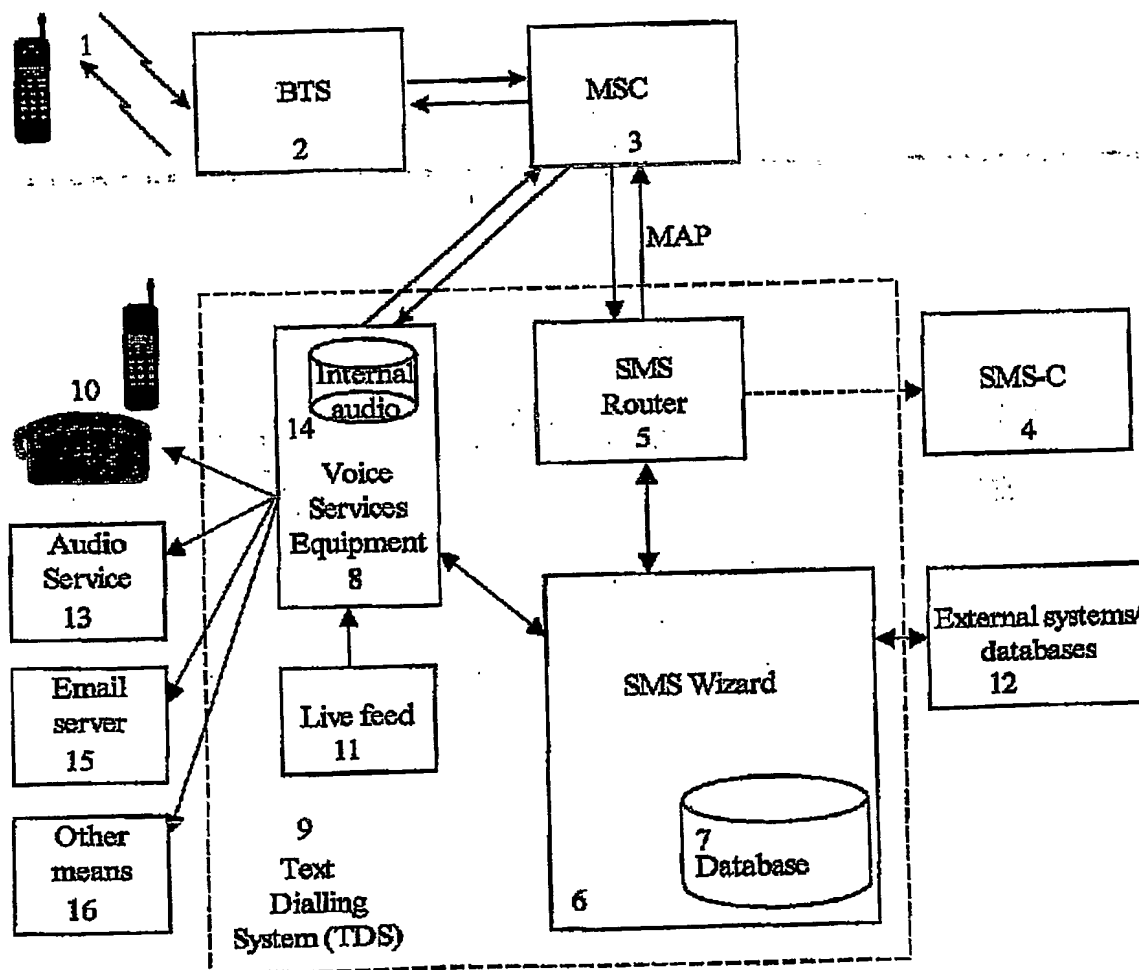 1
BTS
2
MSC
3
MAP
10
14
Internal
audio
Voice
Services
Equipment
8
SMS
Router
5
SMS-C
4
Audio
Service
13
Email
server
15
Other
means
16
Live feed
11
SMS Wizard
7
Database
6
External systems/
databases
12
9
Text
Dialling
System (TDS)